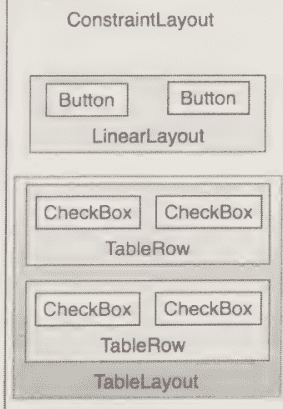 ConstraintLayout
Button Button
LinearLayout
CheckBox CheckBox
TableRow
CheckBox CheckBox
TableRow
TableLayout